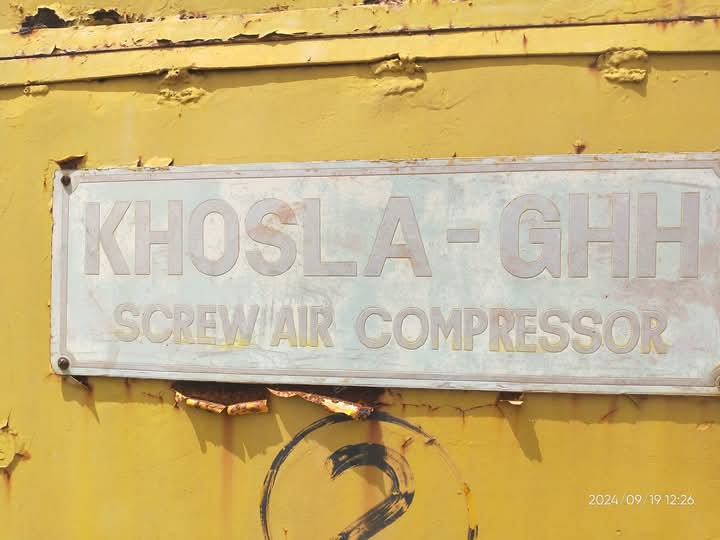 KHOSLA-GHH
SCREW AIR COMPRESSOR
2
2024/09/19 12:26